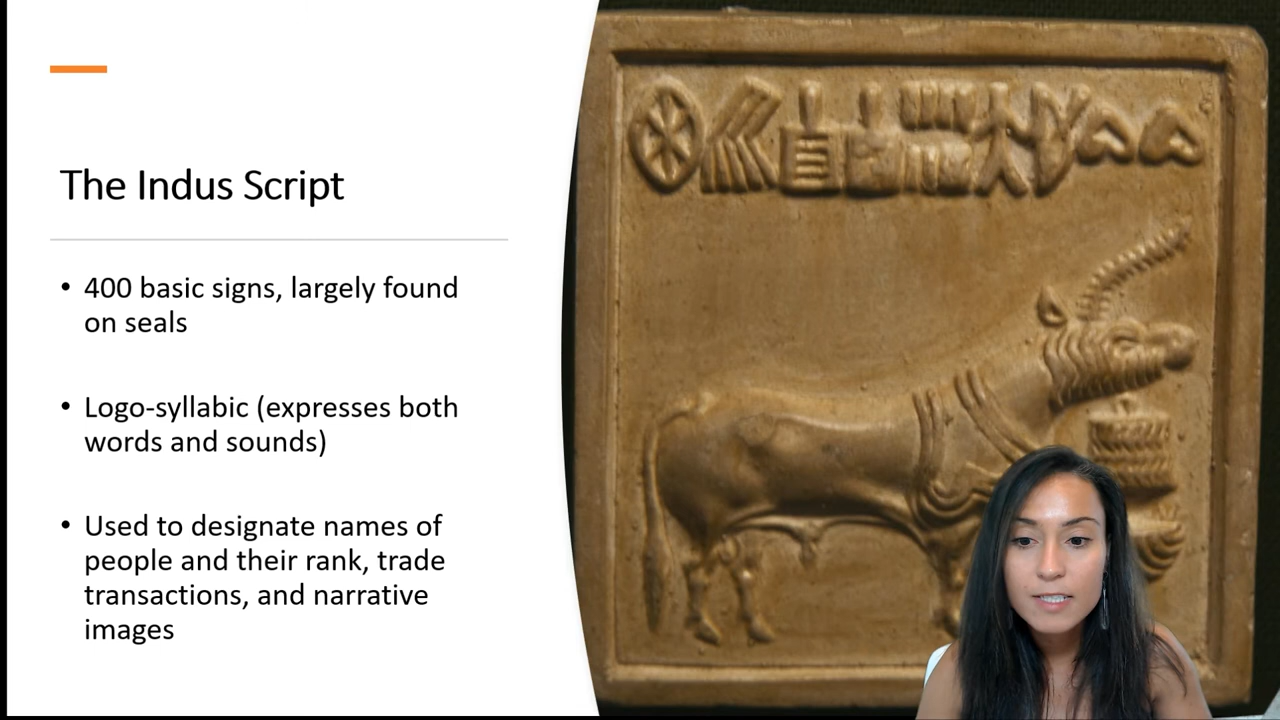 The Indus Script
• 400 basic signs, largely found
on seals
• Logo-syllabic (expresses both
words and sounds)
• Used to designate names of
people and their rank, trade
transactions, and narrative
images